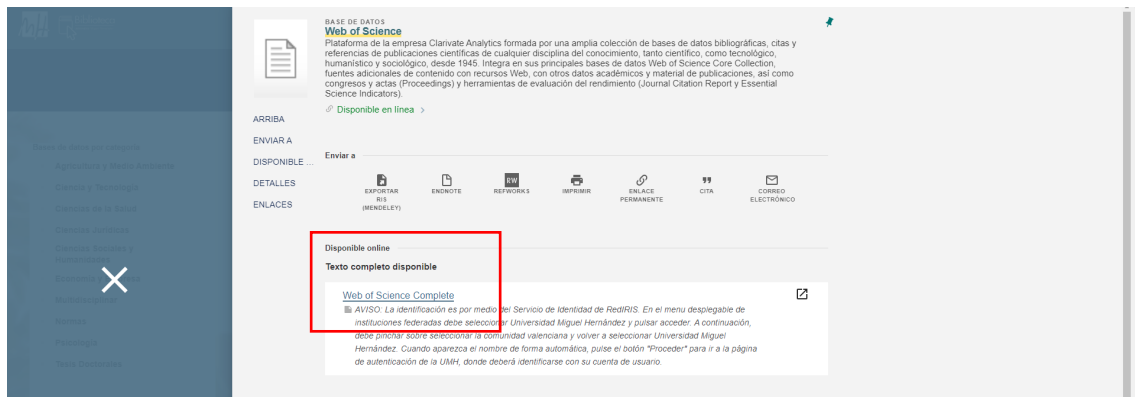 BASE DE DATOS
Web of Science
Plataforma de la empresa Clarivate Analytics formada por una amplia colección de bases de datos bibliográficas, citas y
referencias de publicaciones científicas de cualquier disciplina del conocimiento, tanto científico, como tecnológico,
humanístico y sociológico, desde 1945. Integra en sus principales bases de datos Web of Science Core Collection,
fuentes adicionales de contenido con recursos Web, con otros datos académicos y material de publicaciones, así como
congresos y actas (Proceedings) y herramientas de evaluación del rendimiento (Journal Citation Report y Essential
Science Indicators).
Disponible en línea
ARRIBA
ENVIAR A
DISPONIBLE ...
DETALLES
ENLACES
Enviar a
EXPORTAR
RIS
(MENDELEY)
ENDNOTE
RW
REFWORKS
IMPRIMIR
ENLACE
PERMANENTE
CITA
CORREO
ELECTRÓNICO
Disponible online
Texto completo disponible
Web of Science Complete
AVISO: La identificación es por medio del Servicio de Identidad de RedIRIS. En el menu desplegable de
instituciones federadas debe seleccionar Universidad Miguel Hernández y pulsar acceder. A continuación,
debe pinchar sobre seleccionar la comunidad valenciana y volver a seleccionar Universidad Miguel
Hernández. Cuando aparezca el nombre de forma automática, pulse el botón "Proceder" para ir a la página
de autenticación de la UMH, donde deberá identificarse con su cuenta de usuario.
Agricultura y Medio Ambiente
Ciencia y Tecnología
Ciencias de la Salud
Ciencias Jurídicas
Ciencias Sociales y
Humanidades
Multidisciplinar
Patentes
Psicología
Tesis Doctorales